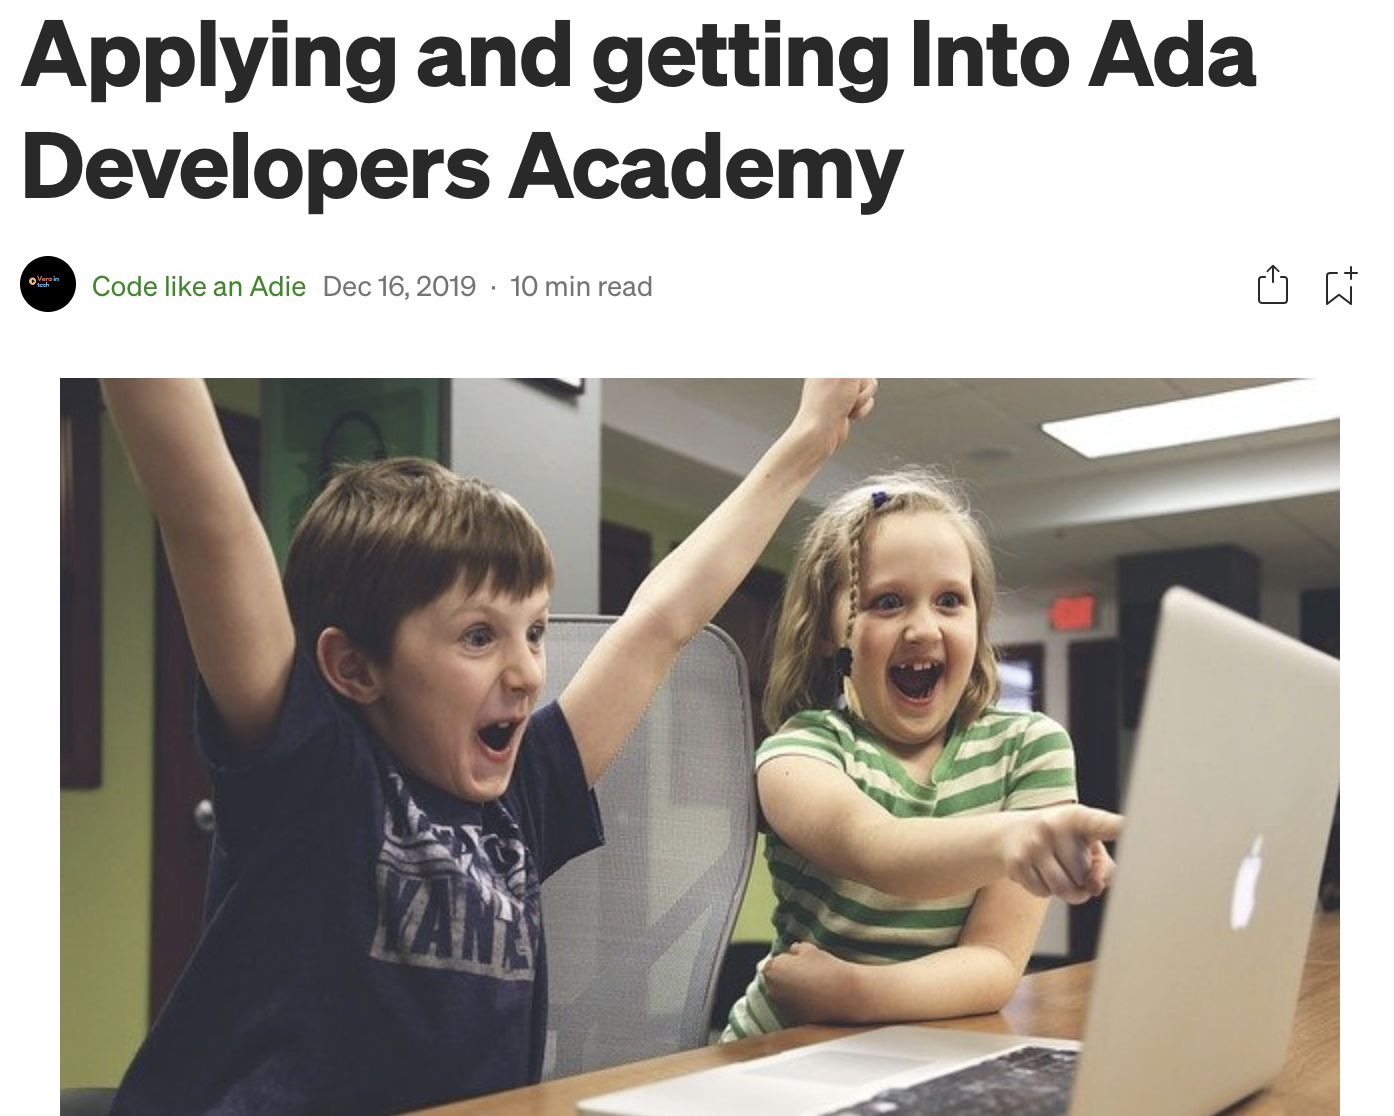 Applying and getting Into Ada
Developers Academy
Vera in
tech
Code like an Adie Dec 16, 2019 · 10 min read